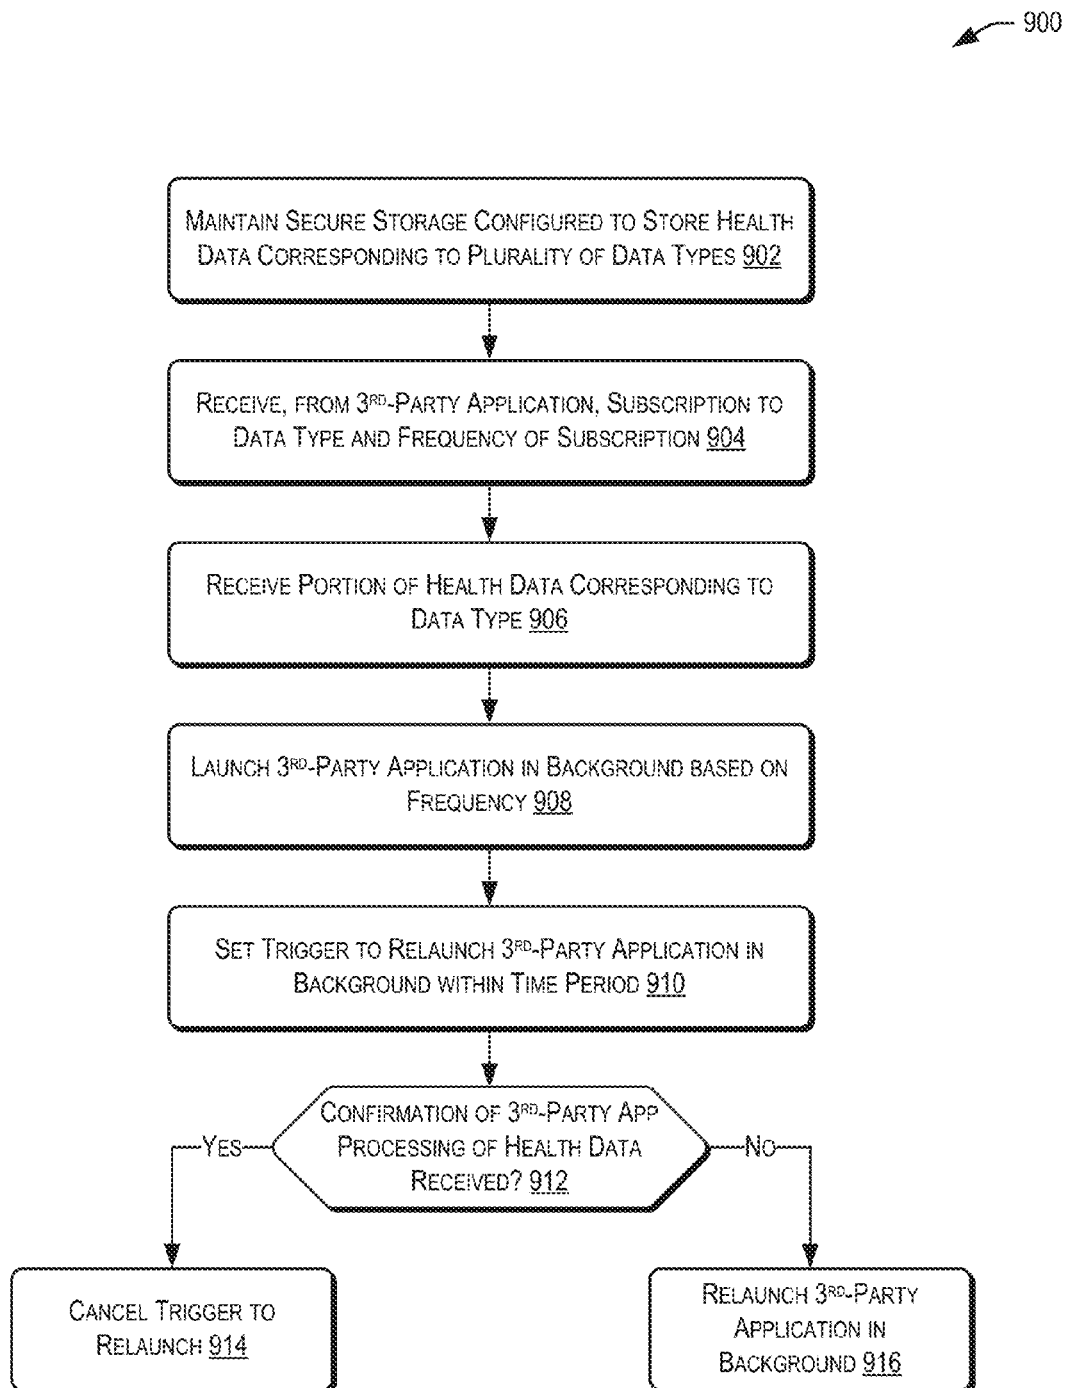 900
MAINTAIN SECURE STORAGE CONFIGURED TO STORE HEALTH
DATA CORRESPONDING TO PLURALITY OF DATA TYPES 902
RECEIVE, FROM 3RD-PARTY APPLICATION, SUBSCRIPTION TO
DATA TYPE AND FREQUENCY OF SUBSCRIPTION 904
RECEIVE PORTION OF HEALTH DATA CORRESPONDING TO
DATA TYPE 906
LAUNCH 3RD-PARTY APPLICATION IN BACKGROUND BASED ON
FREQUENCY 908
SET TRIGGER TO RELAUNCH 3RD-PARTY APPLICATION IN
BACKGROUND WITHIN TIME PERIOD 910
CONFIRMATION OF 3RD-PARTY APP
PROCESSING OF HEALTH DATA
RECEIVED? 912
YES
NO
CANCEL TRIGGER TO
RELAUNCH 914
RELAUNCH 3RD-PARTY
APPLICATION IN
BACKGROUND 916